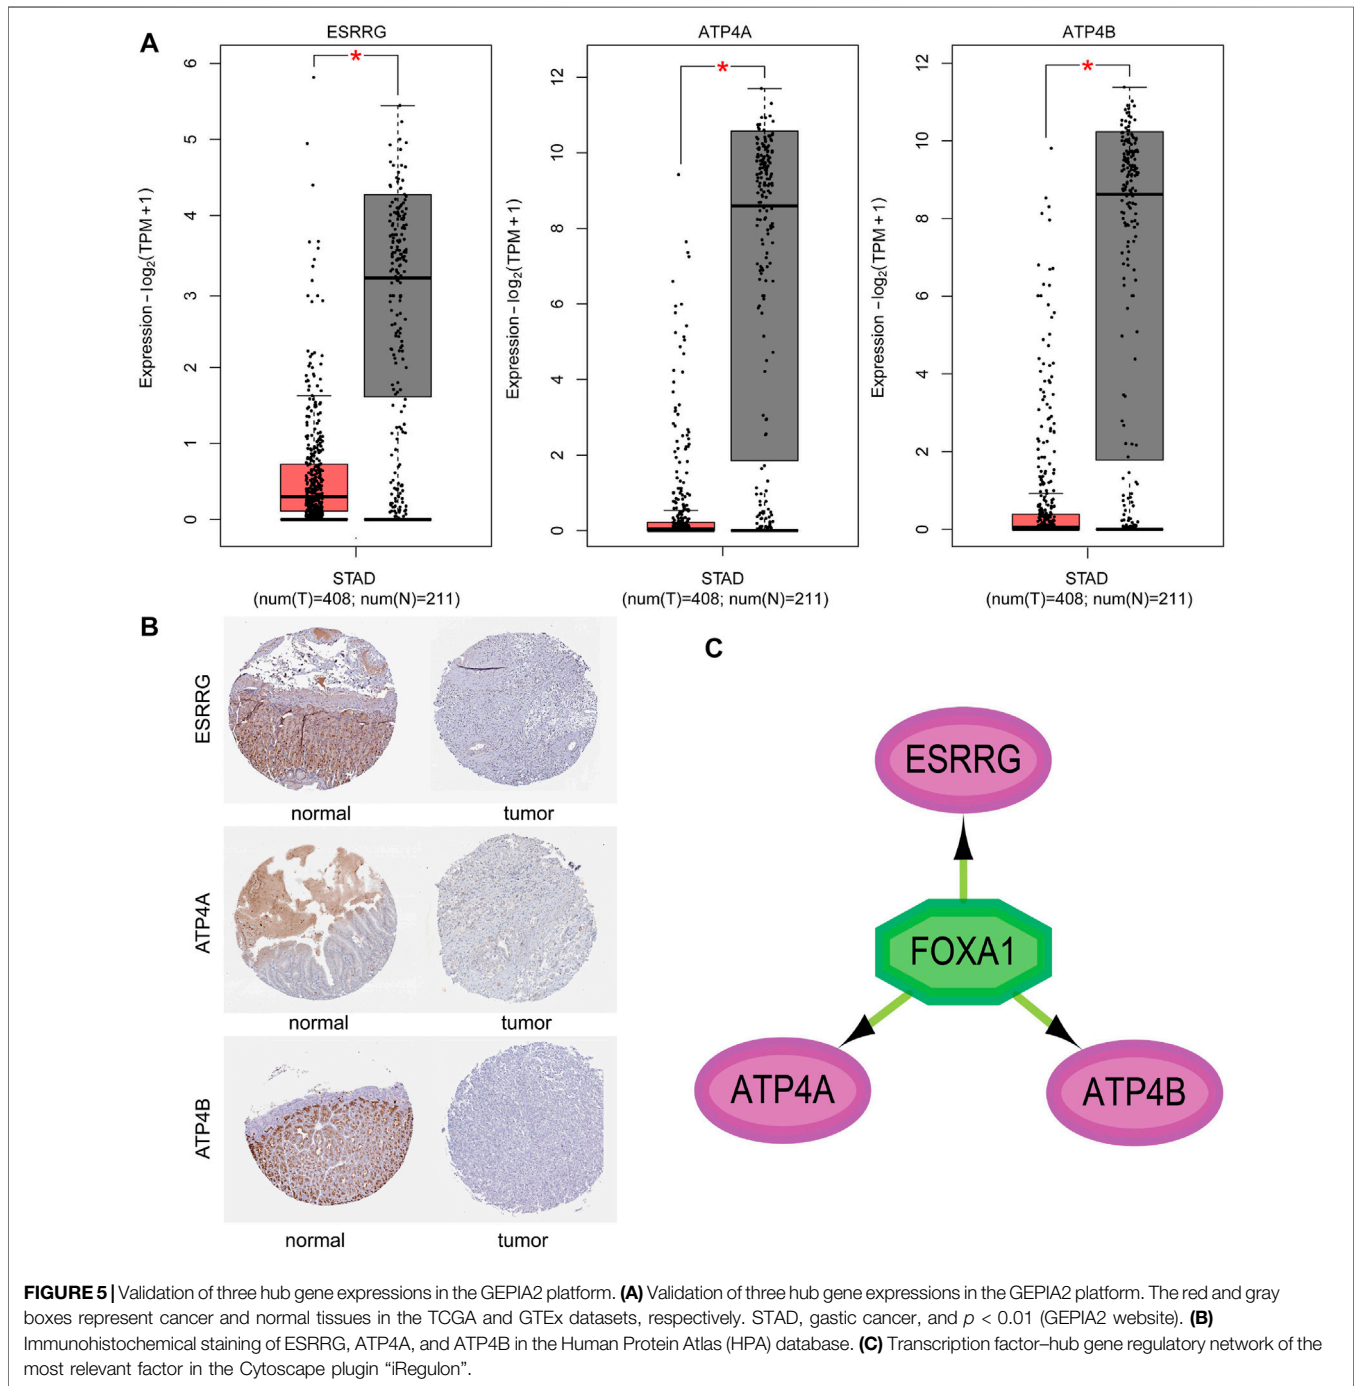 A
ESRRG
*
Expression – log₂(TPM + 1)
6
5
4
3
2
1
0
STAD
(num(T)=408; num(N)=211)
ATP4A
*
Expression – log₂(TPM + 1)
12
10
8
6
4
2
0
STAD
(num(T)=408; num(N)=211)
ATP4B
*
Expression – log₂(TPM + 1)
12
10
8
6
4
2
0
STAD
(num(T)=408; num(N)=211)
B
ESRRG
normal
tumor
ATP4A
normal
tumor
ATP4B
normal
tumor
C
ESRRG
FOXA1
ATP4A
ATP4B
FIGURE 5 | Validation of three hub gene expressions in the GEPIA2 platform. (A) Validation of three hub gene expressions in the GEPIA2 platform. The red and gray
boxes represent cancer and normal tissues in the TCGA and GTEx datasets, respectively. STAD, gastic cancer, and p < 0.01 (GEPIA2 website). (B)
Immunohistochemical staining of ESRRG, ATP4A, and ATP4B in the Human Protein Atlas (HPA) database. (C) Transcription factor–hub gene regulatory network of the
most relevant factor in the Cytoscape plugin “iRegulon”.